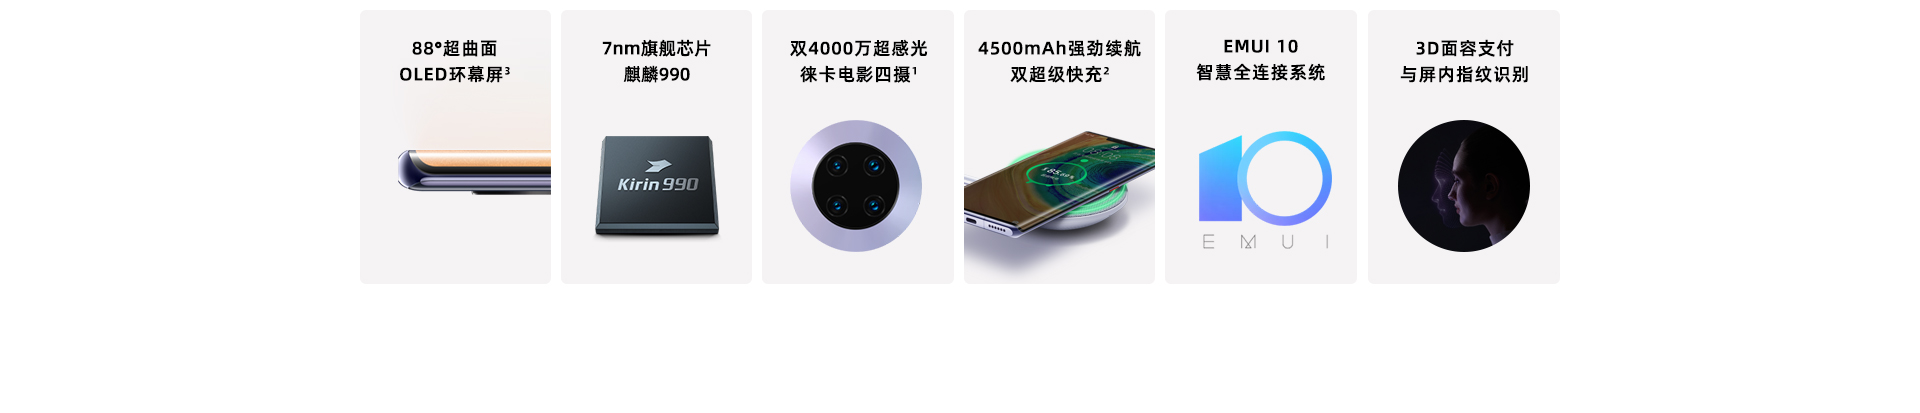 88°超曲面
OLED环幕屏³
7nm旗舰芯片
麒麟990
Kirin 990
双4000万超感光
徕卡电影四摄¹
4500mAh强劲续航
双超级快充²
EMUI 10
智慧全连接系统
10
EMUI
3D面容支付
与屏内指纹识别